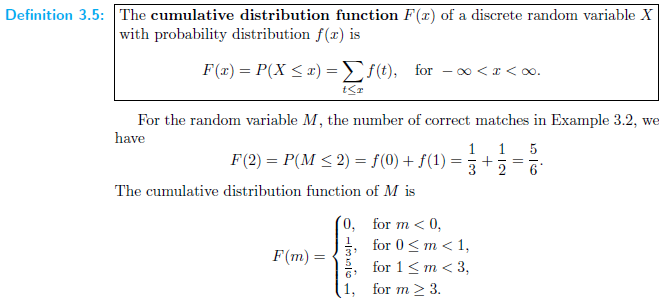 Definition 3.5: The cumulative distribution function F(x) of a discrete random variable X
with probability distribution f(x) is
F(x) = P(X ≤ x) = ∑_{t≤x} f(t), for − ∞ < x < ∞.
For the random variable M, the number of correct matches in Example 3.2, we
have
F(2) = P(M ≤ 2) = f(0) + f(1) = 1/3 + 1/2 = 5/6.
The cumulative distribution function of M is
F(m) = {
0, for m < 0,
1/3, for 0 ≤ m < 1,
5/6, for 1 ≤ m < 3,
1, for m ≥ 3.